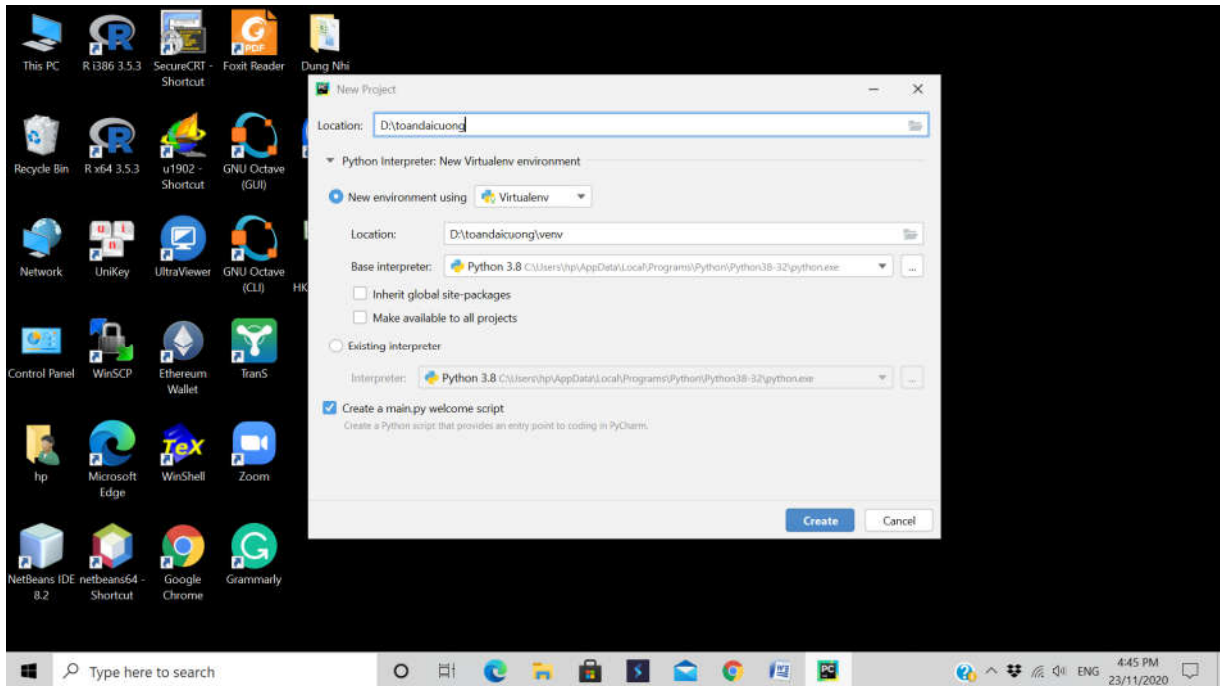 This PC
R i386 3.5.3
SecureCRT -
Shortcut
Foxit Reader
Dung Nhi
Recycle Bin
R x64 3.5.3
u1902 -
Shortcut
GNU Octave
(GUI)
Network
UniKey
UltraViewer
GNU Octave
(CLI)
HK
Control Panel
WinSCP
Ethereum
Wallet
TranS
hp
Microsoft
Edge
WinShell
Zoom
NetBeans IDE
8.2
netbeans64 -
Shortcut
Google
Chrome
Grammarly
New Project
Location: D:\toandaicuong
Python Interpreter: New Virtualenv environment
New environment using Virtualenv
Location: D:\toandaicuong\venv
Base interpreter: Python 3.8 C:\Users\hp\AppData\Local\Programs\Python\Python38-32\python.exe ...
Inherit global site-packages
Make available to all projects
Existing interpreter
Interpreter: Python 3.8 C:\Users\hp\AppData\Local\Programs\Python\Python38-32\python.exe ...
Create a main.py welcome script
Create a Python script that provides an entry point to coding in PyCharm.
Create Cancel
Type here to search
ENG
4:45 PM
23/11/2020